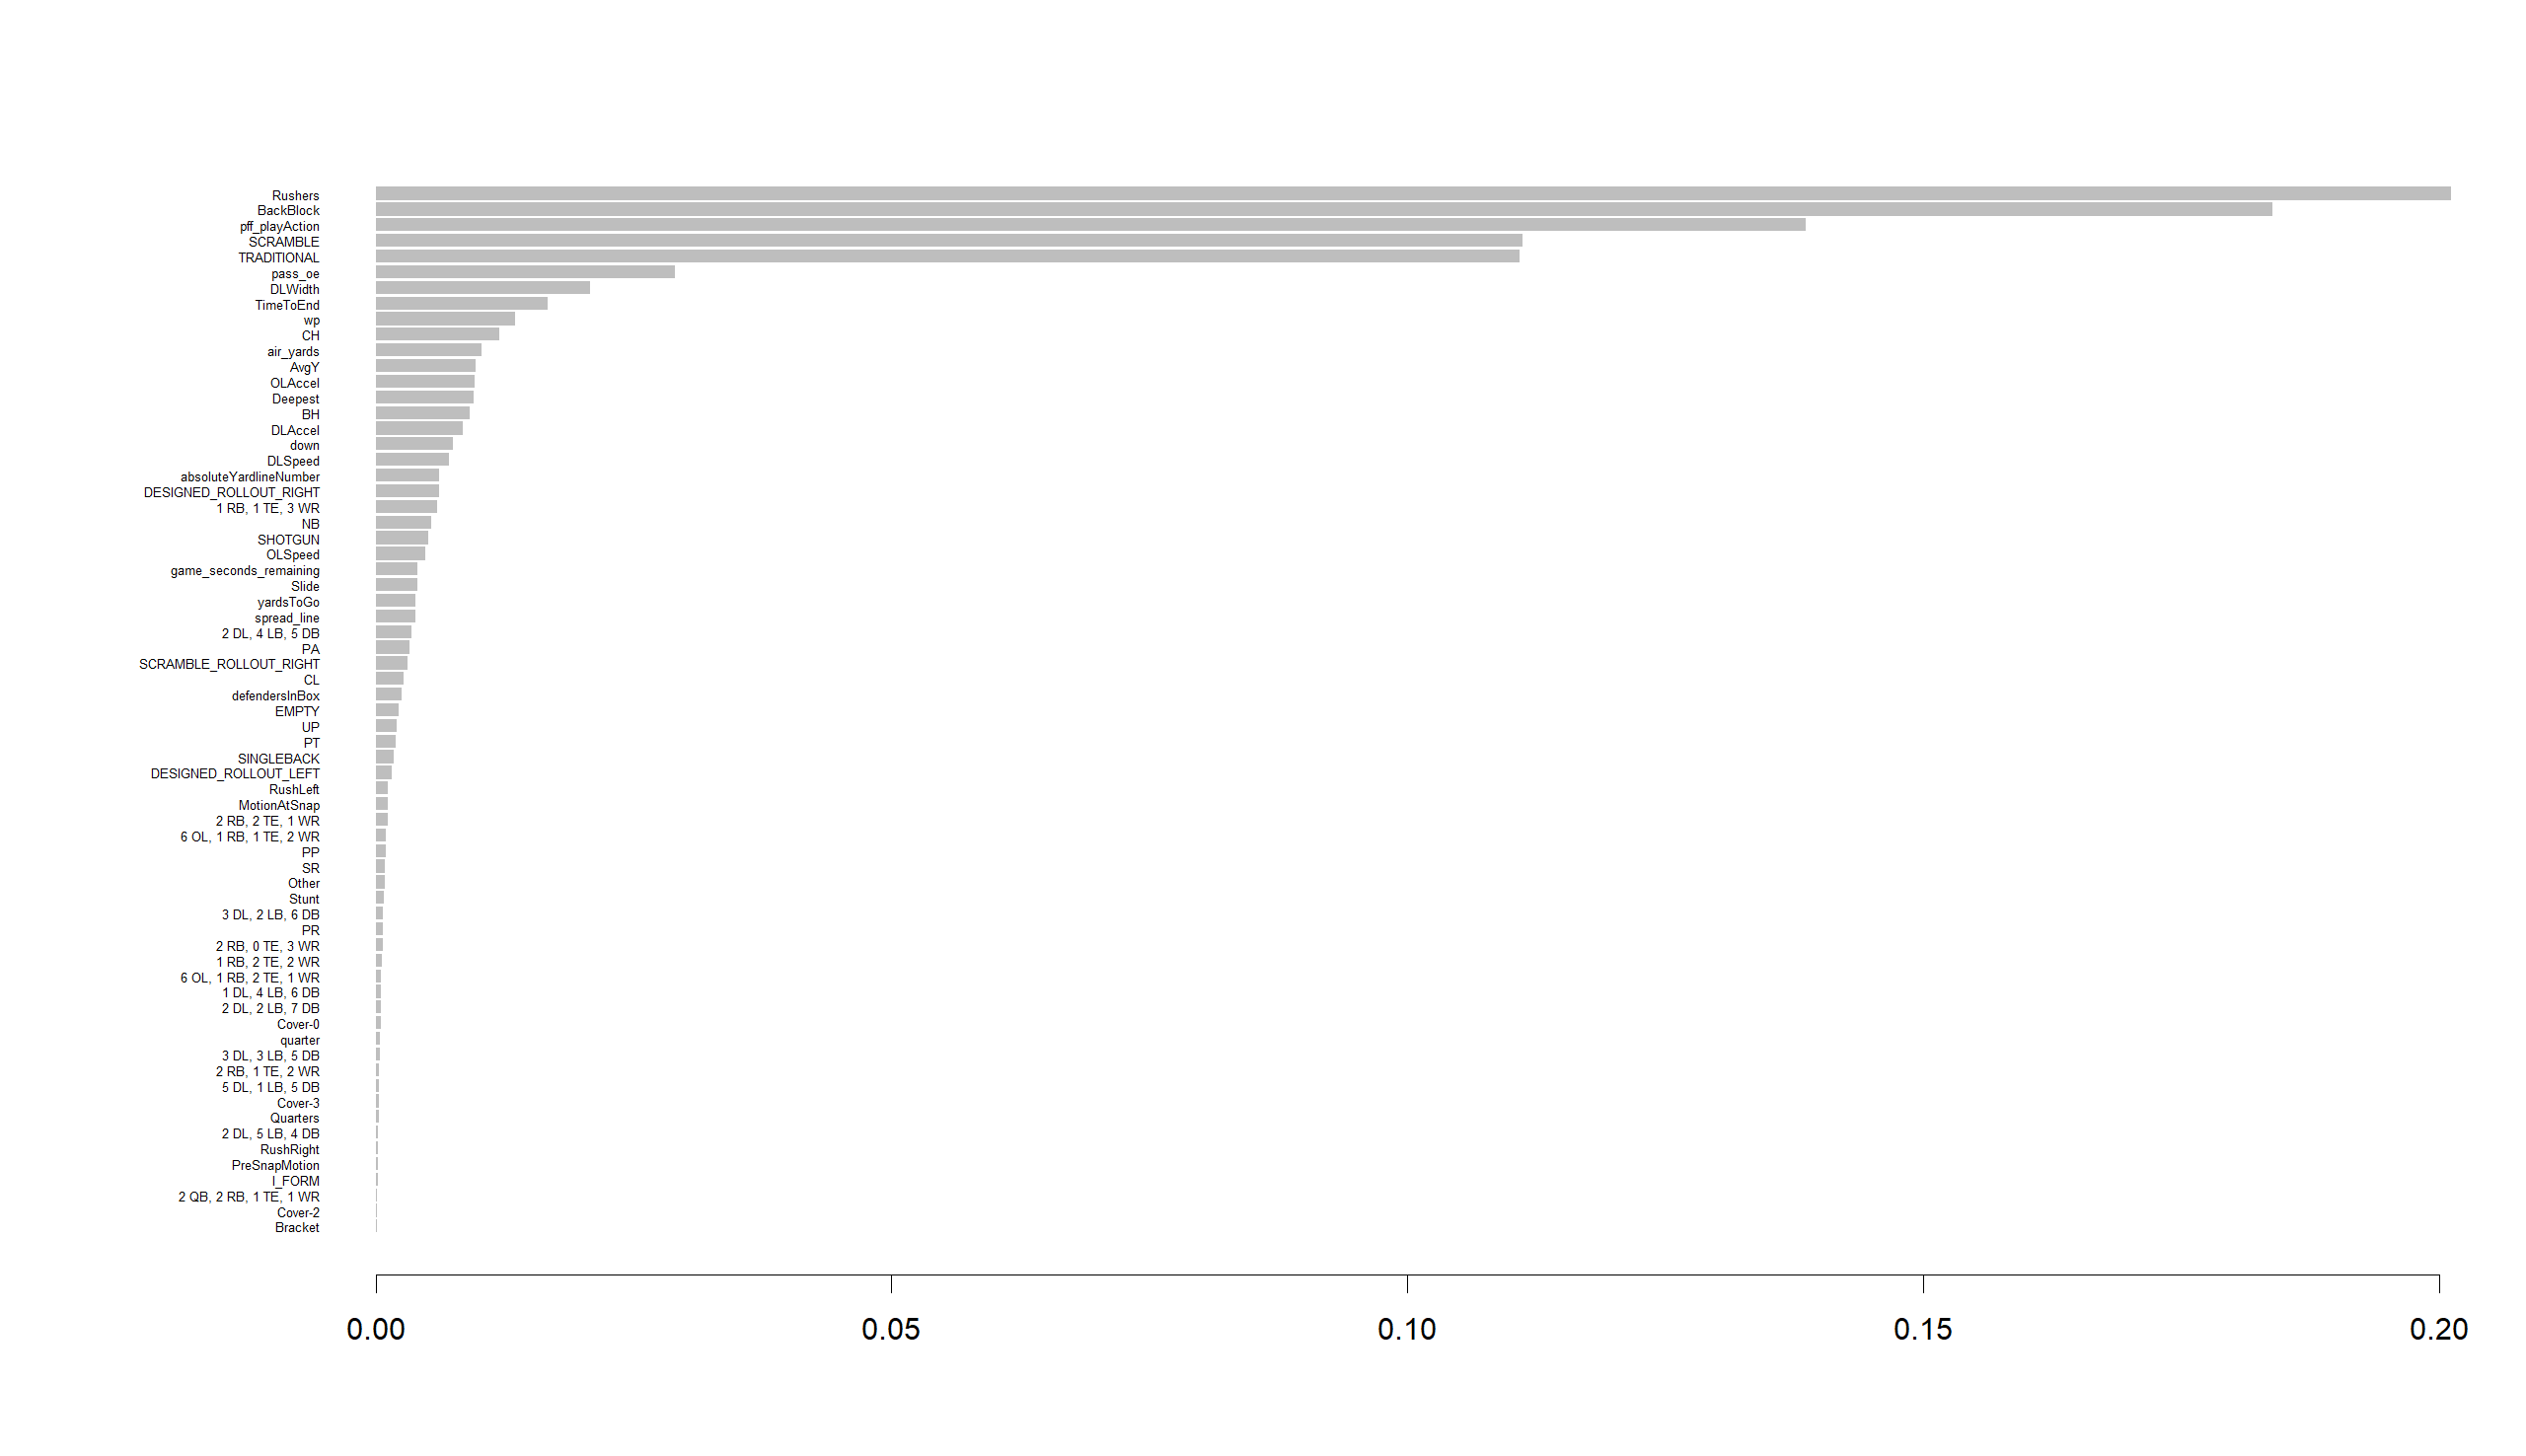 Rushers
BackBlock
pff_playAction
SCRAMBLE
TRADITIONAL
pass_oe
DLWidth
TimeToEnd
wp
CH
air_yards
AvgY
OLAccel
Deepest
BH
DLAccel
down
DLSpeed
absoluteYardlineNumber
DESIGNED_ROLLOUT_RIGHT
1 RB, 1 TE, 3 WR
NB
SHOTGUN
OLSpeed
game_seconds_remaining
Slide
yardsToGo
spread_line
2 DL, 4 LB, 5 DB
PA
SCRAMBLE_ROLLOUT_RIGHT
CL
defendersInBox
EMPTY
UP
PT
SINGLEBACK
DESIGNED_ROLLOUT_LEFT
RushLeft
MotionAtSnap
2 RB, 2 TE, 1 WR
6 OL, 1 RB, 1 TE, 2 WR
PP
SR
Other
Stunt
3 DL, 2 LB, 6 DB
PR
2 RB, 0 TE, 3 WR
1 RB, 2 TE, 2 WR
6 OL, 1 RB, 2 TE, 1 WR
1 DL, 4 LB, 6 DB
2 DL, 2 LB, 7 DB
Cover-0
quarter
3 DL, 3 LB, 5 DB
2 RB, 1 TE, 2 WR
5 DL, 1 LB, 5 DB
Cover-3
Quarters
2 DL, 5 LB, 4 DB
RushRight
PreSnapMotion
I_FORM
2 QB, 2 RB, 1 TE, 1 WR
Cover-2
Bracket
0.00 0.05 0.10 0.15 0.20